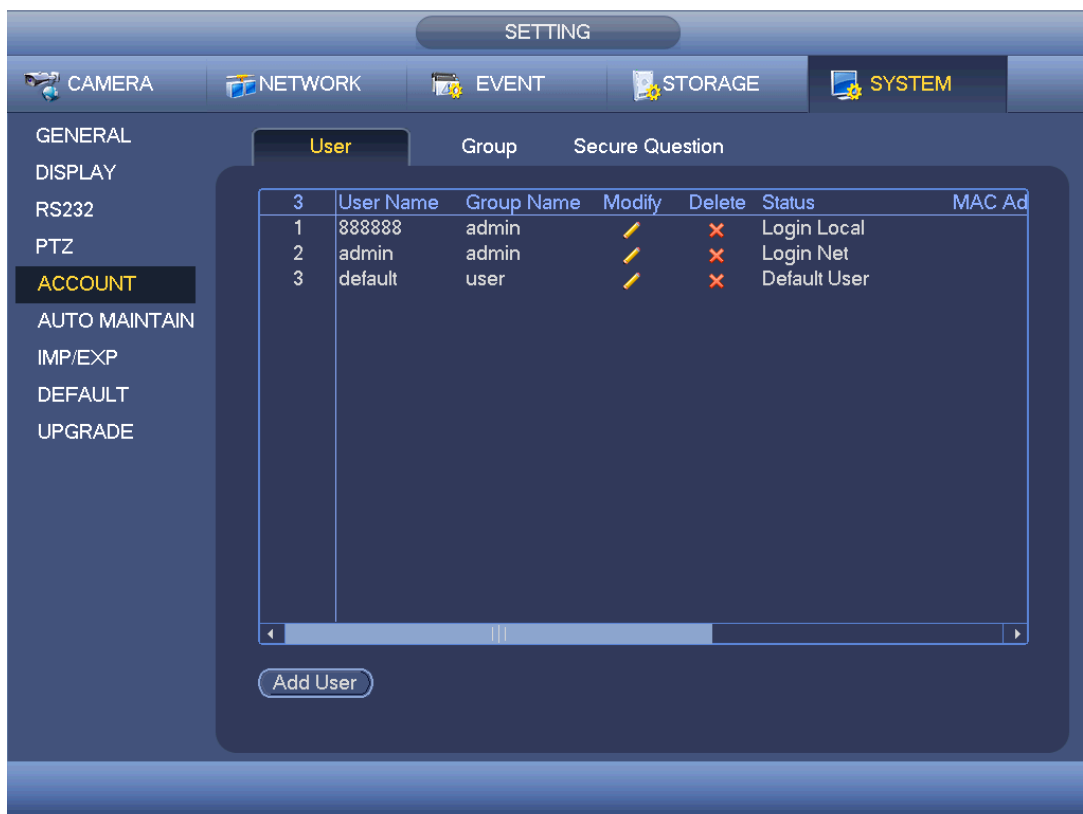 SETTING
CAMERA NETWORK EVENT STORAGE SYSTEM
GENERAL
DISPLAY
RS232
PTZ
ACCOUNT
AUTO MAINTAIN
IMP/EXP
DEFAULT
UPGRADE
User Group Secure Question
3 User Name Group Name Modify Delete Status MAC Ad
1 888888 admin Login Local
2 admin admin Login Net
3 default user Default User
Add User